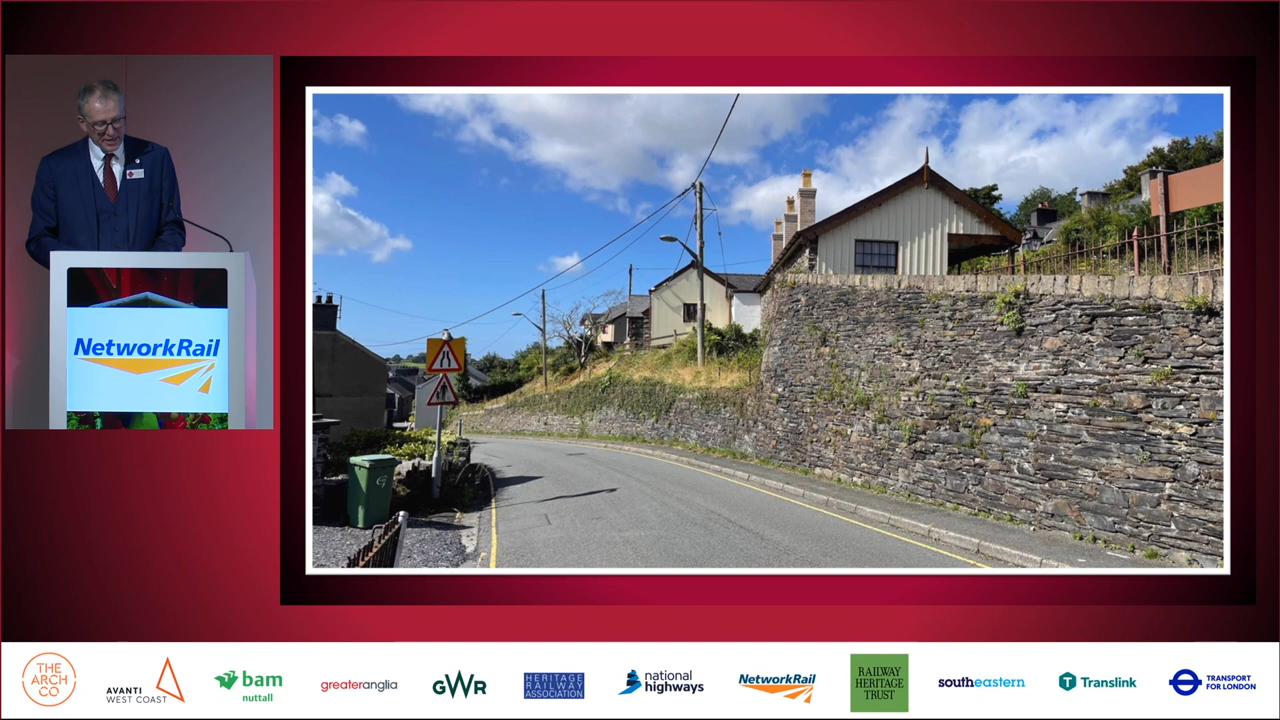 NetworkRail
THE
ARCH
CO
AVANTI
WEST COAST
bam
nuttall
greateranglia
GWR
HERITAGE
RAILWAY
ASSOCIATION
national
highways
NetworkRail
RAILWAY
HERITAGE
TRUST
southeastern
Translink
TRANSPORT
FOR LONDON